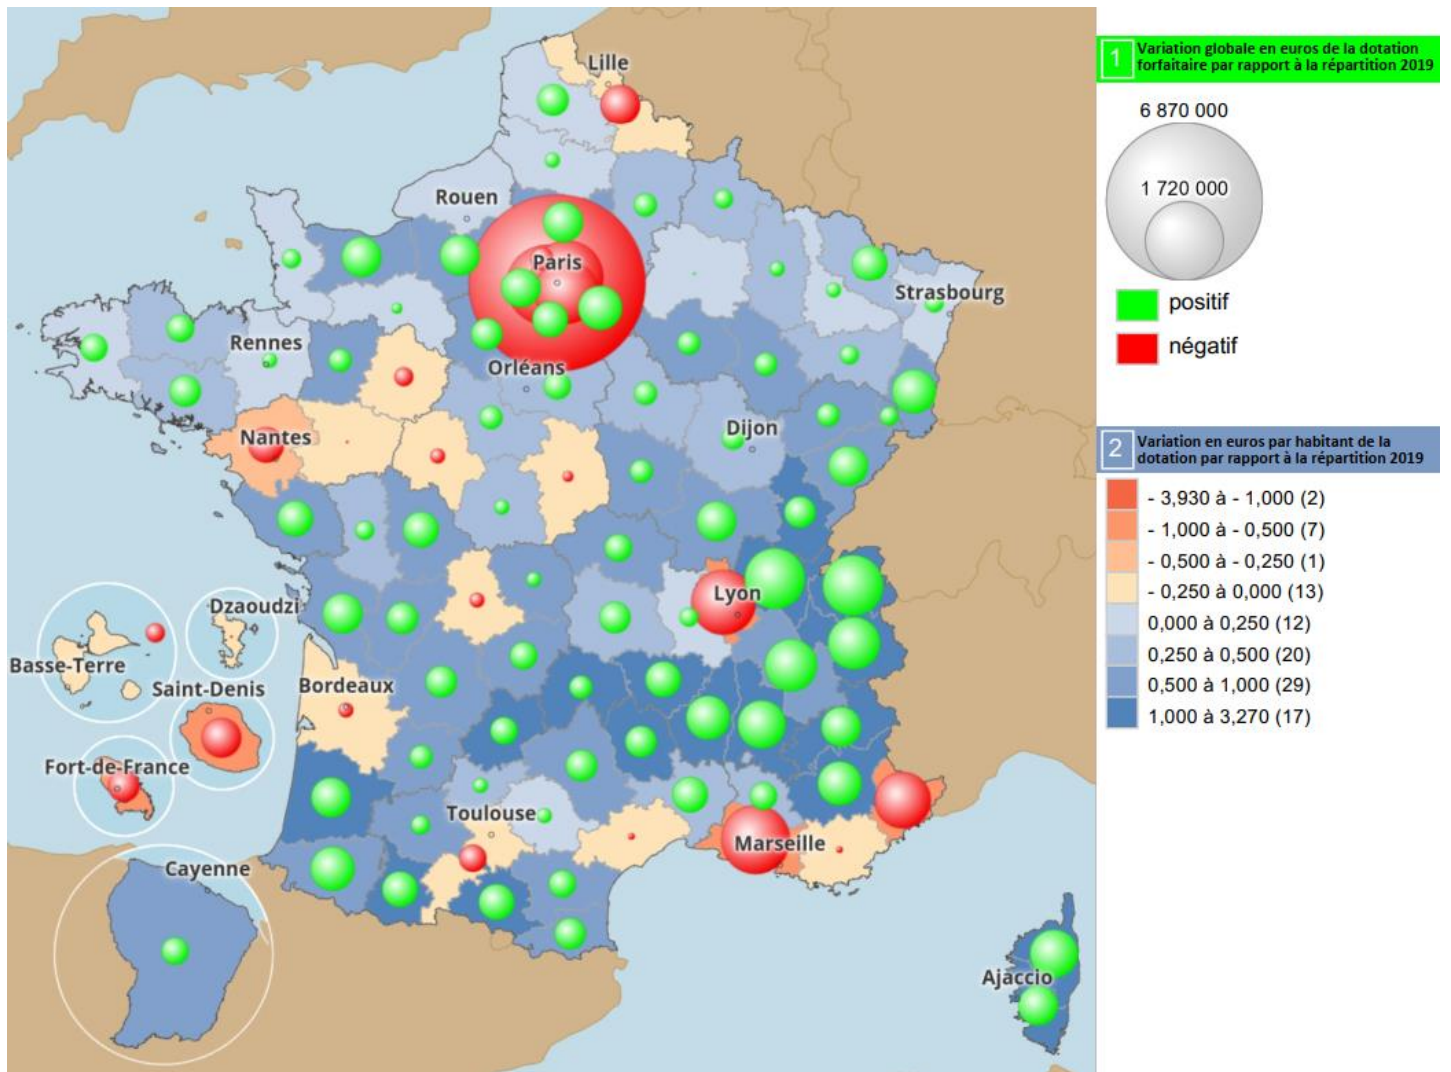 Lille
Rouen
Paris
Strasbourg
Rennes
Orléans
Nantes
Dijon
Lyon
Dzaoudzi
Basse-Terre
Saint-Denis
Bordeaux
Fort-de-France
Toulouse
Marseille
Cayenne
Ajaccio
1
Variation globale en euros de la dotation
forfaitaire par rapport à la répartition 2019
6 870 000
1 720 000
positif
négatif
2
Variation en euros par habitant de la
dotation par rapport à la répartition 2019
- 3,930 à - 1,000 (2)
- 1,000 à - 0,500 (7)
- 0,500 à - 0,250 (1)
- 0,250 à 0,000 (13)
0,000 à 0,250 (12)
0,250 à 0,500 (20)
0,500 à 1,000 (29)
1,000 à 3,270 (17)